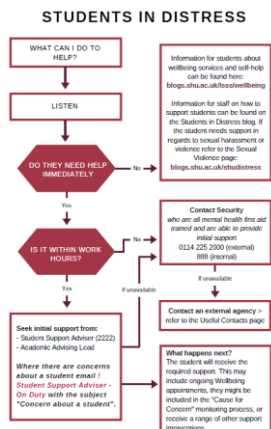 STUDENTS IN DISTRESS
WHAT CAN I DO TO
HELP?
LISTEN
DO THEY NEED HELP
IMMEDIATELY
No
Yes
Information for students about
wellbeing services and self-help
can be found here:
blogs.shu.ac.uk/lsss/wellbeing
Information for staff on how to
support students can be found on
the Students in Distress blog. If
the student needs support in
regards to sexual harassment or
violence refer to the Sexual
Violence page:
blogs.shu.ac.uk/shudistress
IS IT WITHIN WORK
HOURS?
No
Yes
Contact Security
who are all mental health first aid
trained and are able to provide
initial support
0114 225 2000 (external)
888 (internal)
If unavailable
If unavailable
Contact an external agency -
refer to the Useful Contacts page
Seek initial support from:
- Student Support Adviser (2222)
- Academic Advising Lead
Where there are concerns
about a student email !
Student Support Adviser -
On Duty with the subject
"Concern about a student".
What happens next?
The student will receive the
required support. This may
include ongoing Wellbeing
appointments, they might be
included in the "Cause for
Concern" monitoring process, or
receive a range of other support
interventions